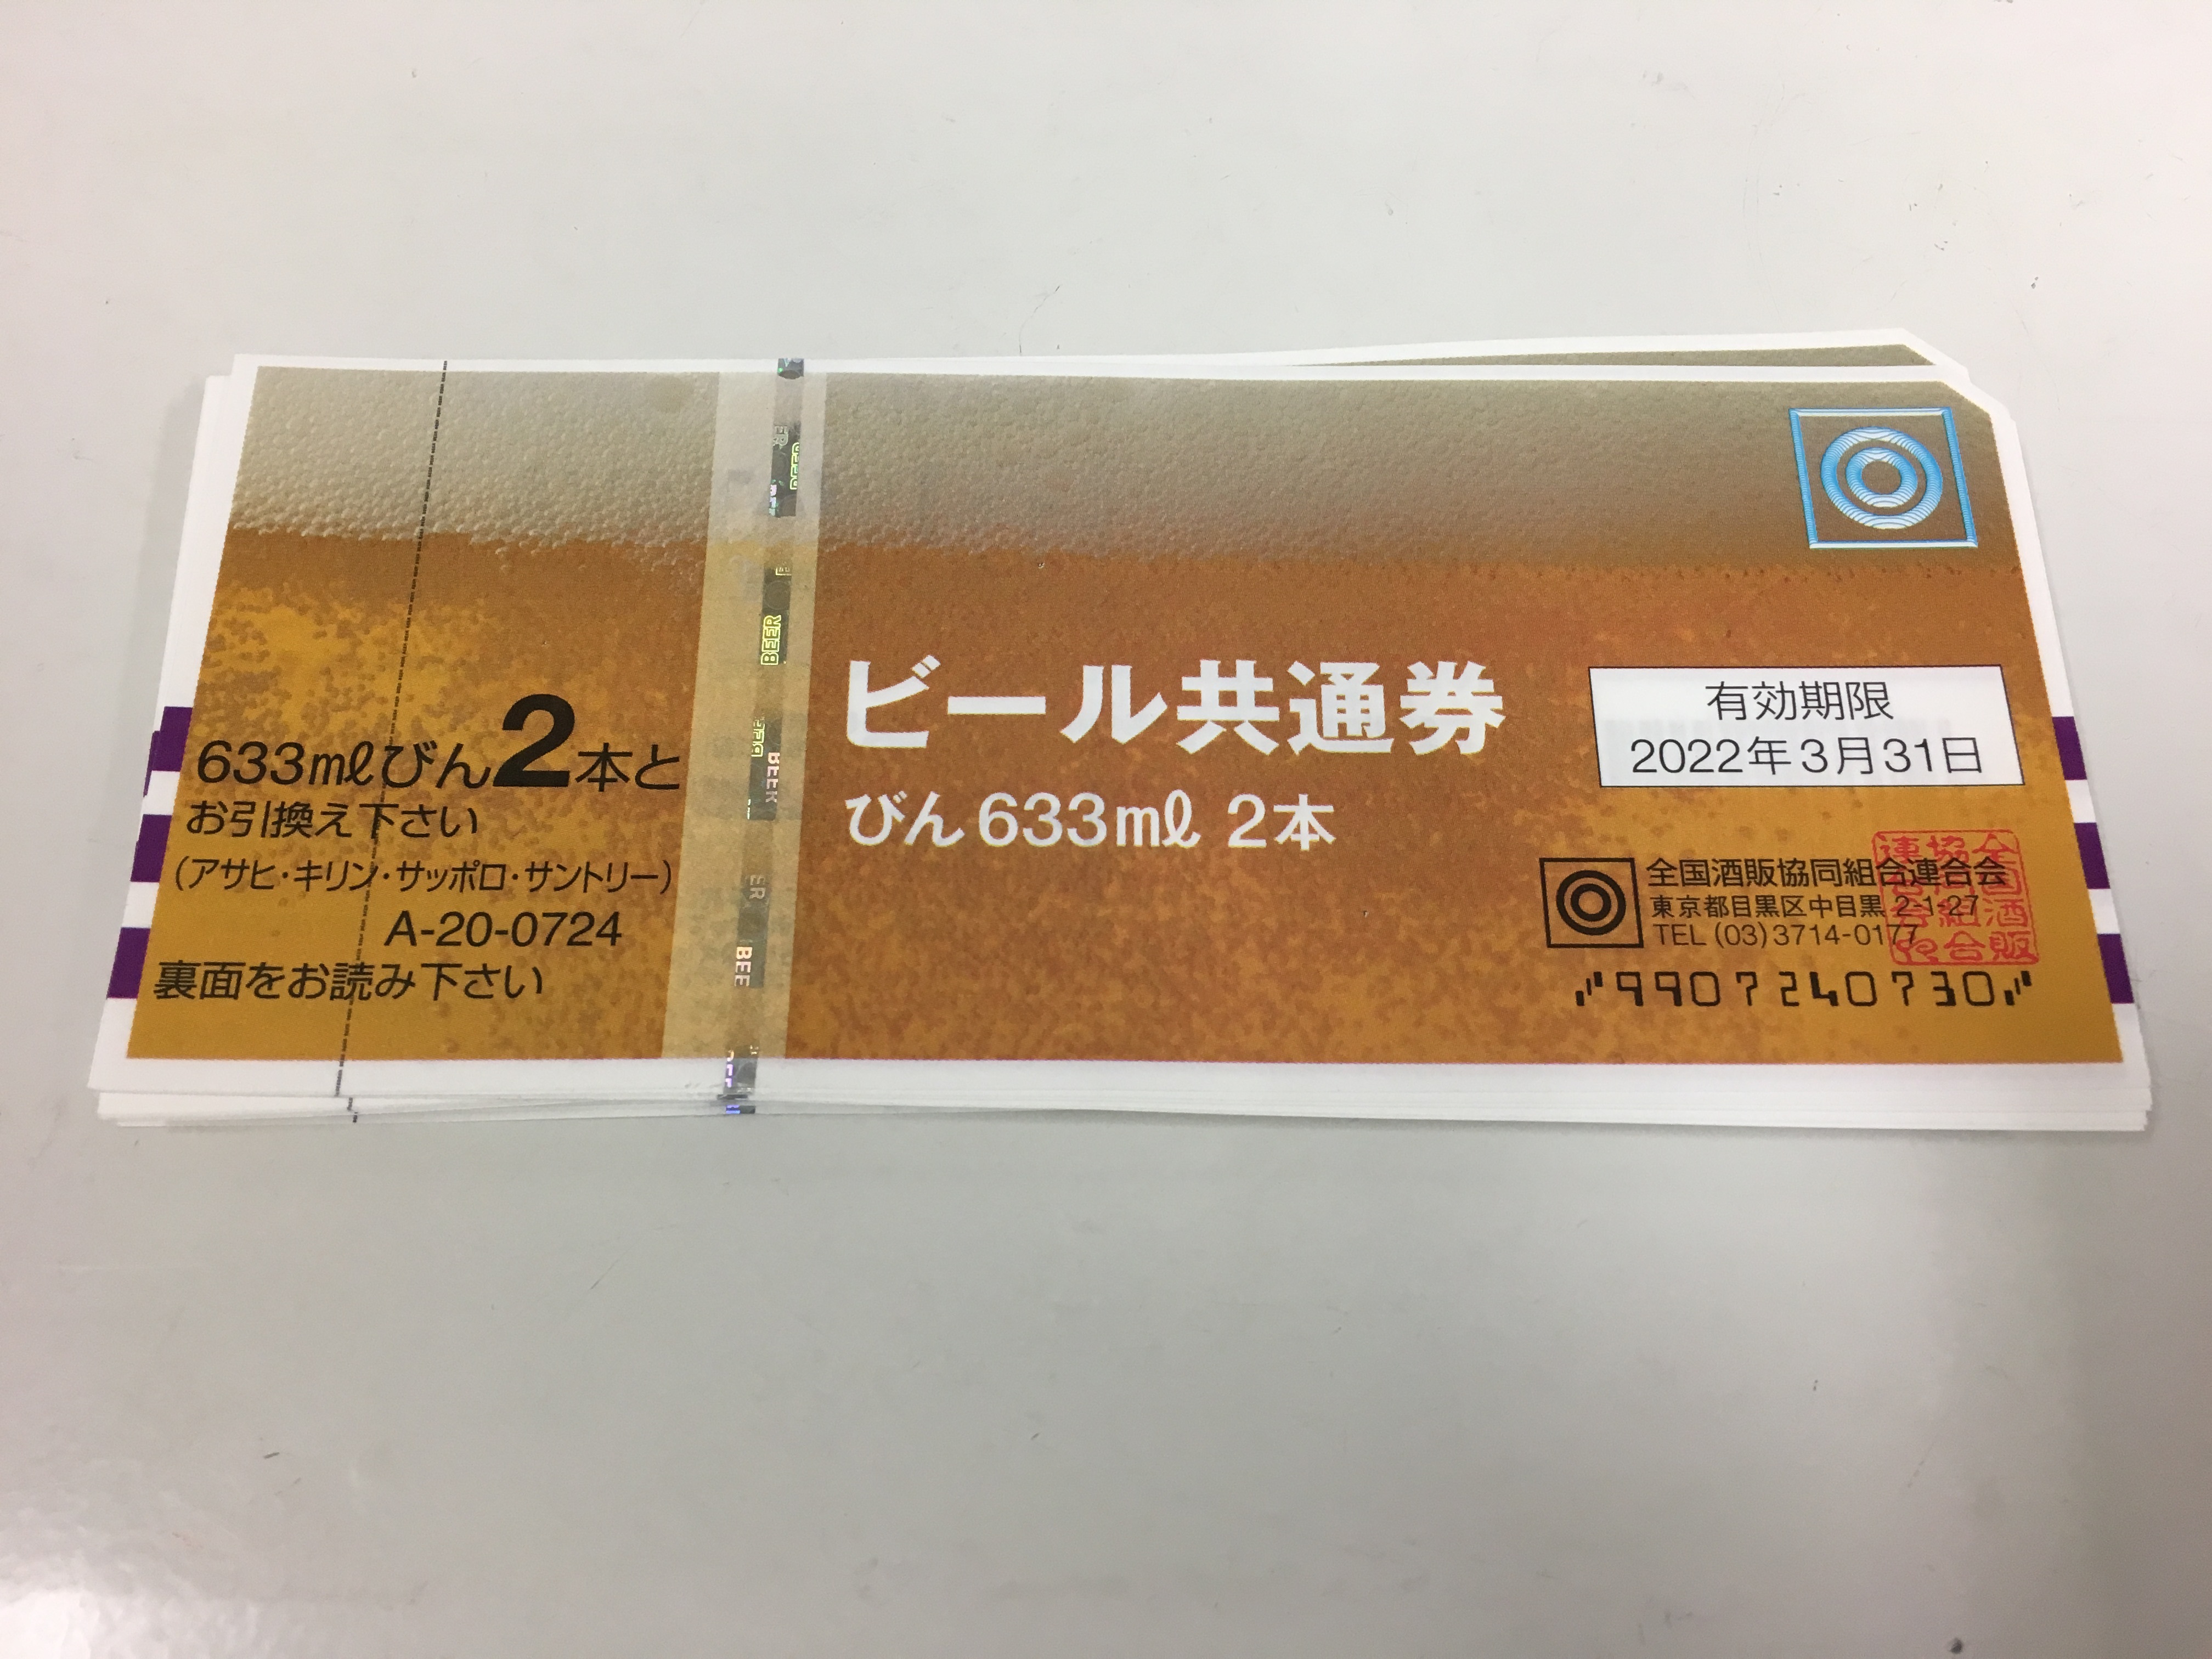 633mlびん2本と
お引換え下さい
(アサヒ・キリン・サッポロ・サントリー)
A-20-0724
裏面をお読み下さい
BEER
BEER
ビール共通券
びん633ml 2本
有効期限
2022年3月31日
全国酒販協同組合連合会
東京都目黒区中目黒 2-1-27
TEL (03)3714-0177
9907240730